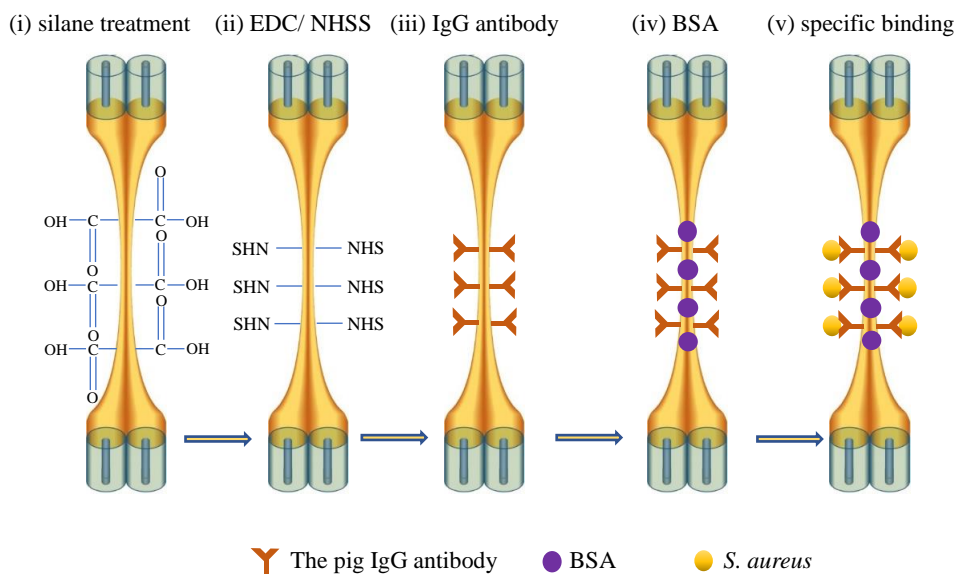 (i) silane treatment
(ii) EDC/ NHSS
(iii) IgG antibody
(iv) BSA
(v) specific binding
O
OH C C OH
O
O
OH C C OH
O
O
OH C C OH
O
SHN NHS
SHN NHS
SHN NHS
The pig IgG antibody
BSA
S. aureus